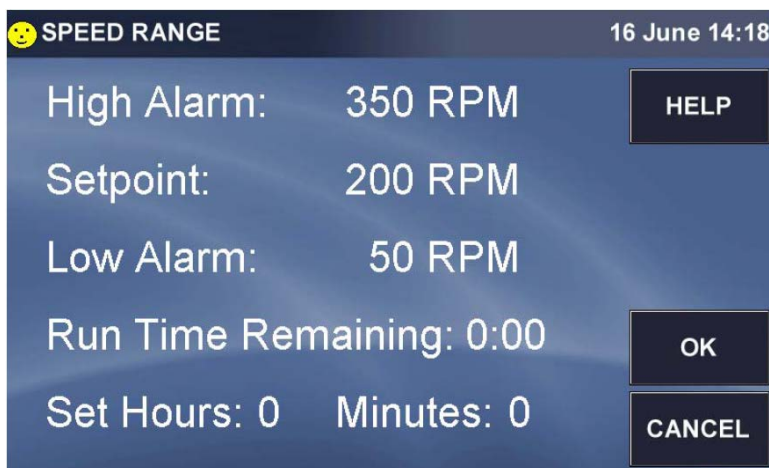 SPEED RANGE 16 June 14:18
High Alarm: 350 RPM
HELP
Setpoint: 200 RPM
Low Alarm: 50 RPM
Run Time Remaining: 0:00
OK
Set Hours: 0 Minutes: 0
CANCEL